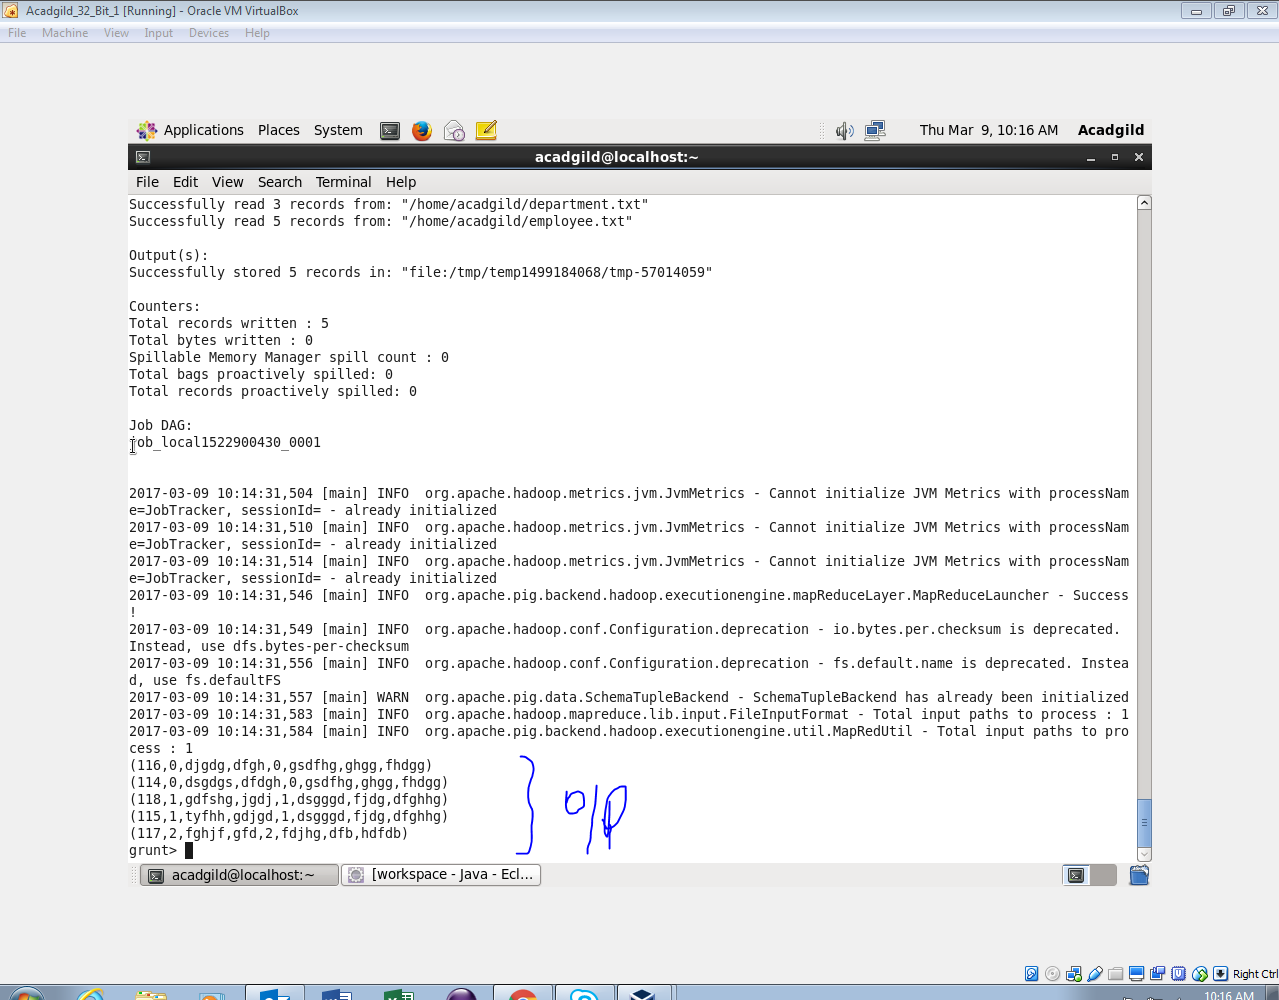 Acadgild_32_Bit_1 [Running] - Oracle VM VirtualBox
File Machine View Input Devices Help
Applications Places System Thu Mar 9, 10:16 AM Acadgild
acadgild@localhost:~
File Edit View Search Terminal Help
Successfully read 3 records from: "/home/acadgild/department.txt"
Successfully read 5 records from: "/home/acadgild/employee.txt"
Output(s):
Successfully stored 5 records in: "file:/tmp/temp1499184068/tmp-57014059"
Counters:
Total records written : 5
Total bytes written : 0
Spillable Memory Manager spill count : 0
Total bags proactively spilled: 0
Total records proactively spilled: 0
Job DAG:
job_local1522900430_0001
2017-03-09 10:14:31,504 [main] INFO  org.apache.hadoop.metrics.jvm.JvmMetrics - Cannot initialize JVM Metrics with processNam
e=JobTracker, sessionId= - already initialized
2017-03-09 10:14:31,510 [main] INFO  org.apache.hadoop.metrics.jvm.JvmMetrics - Cannot initialize JVM Metrics with processNam
e=JobTracker, sessionId= - already initialized
2017-03-09 10:14:31,514 [main] INFO  org.apache.hadoop.metrics.jvm.JvmMetrics - Cannot initialize JVM Metrics with processNam
e=JobTracker, sessionId= - already initialized
2017-03-09 10:14:31,546 [main] INFO  org.apache.pig.backend.hadoop.executionengine.mapReduceLayer.MapReduceLauncher - Success
!
2017-03-09 10:14:31,549 [main] INFO  org.apache.hadoop.conf.Configuration.deprecation - io.bytes.per.checksum is deprecated.
Instead, use dfs.bytes-per-checksum
2017-03-09 10:14:31,556 [main] INFO  org.apache.hadoop.conf.Configuration.deprecation - fs.default.name is deprecated. Instea
d, use fs.defaultFS
2017-03-09 10:14:31,557 [main] WARN  org.apache.pig.data.SchemaTupleBackend - SchemaTupleBackend has already been initialized
2017-03-09 10:14:31,583 [main] INFO  org.apache.hadoop.mapreduce.lib.input.FileInputFormat - Total input paths to process : 1
2017-03-09 10:14:31,584 [main] INFO  org.apache.pig.backend.hadoop.executionengine.util.MapRedUtil - Total input paths to pro
cess : 1
(116,0,djgdg,dfgh,0,gsdfhg,ghgg,fhdgg)
(114,0,dsgdgs,dfdgh,0,gsdfhg,ghgg,fhdgg)
(118,1,gdfshg,jgdj,1,dsgggd,fjdg,dfghhg)
(115,1,tyfhh,gdjgd,1,dsgggd,fjdg,dfghhg)
(117,2,fghjf,gfd,2,fdjhg,dfb,hdfdb)
o/p
grunt>
acadgild@localhost:~ [workspace - Java - Ecl...
Right Ctrl
10:16 AM